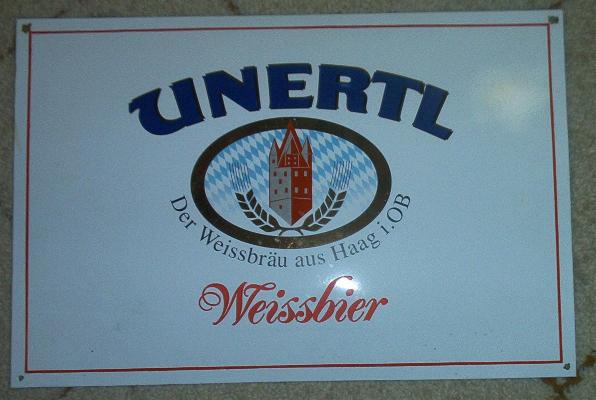 UNERTL
Der Weissbräu aus Haag i.OB
Weissbier